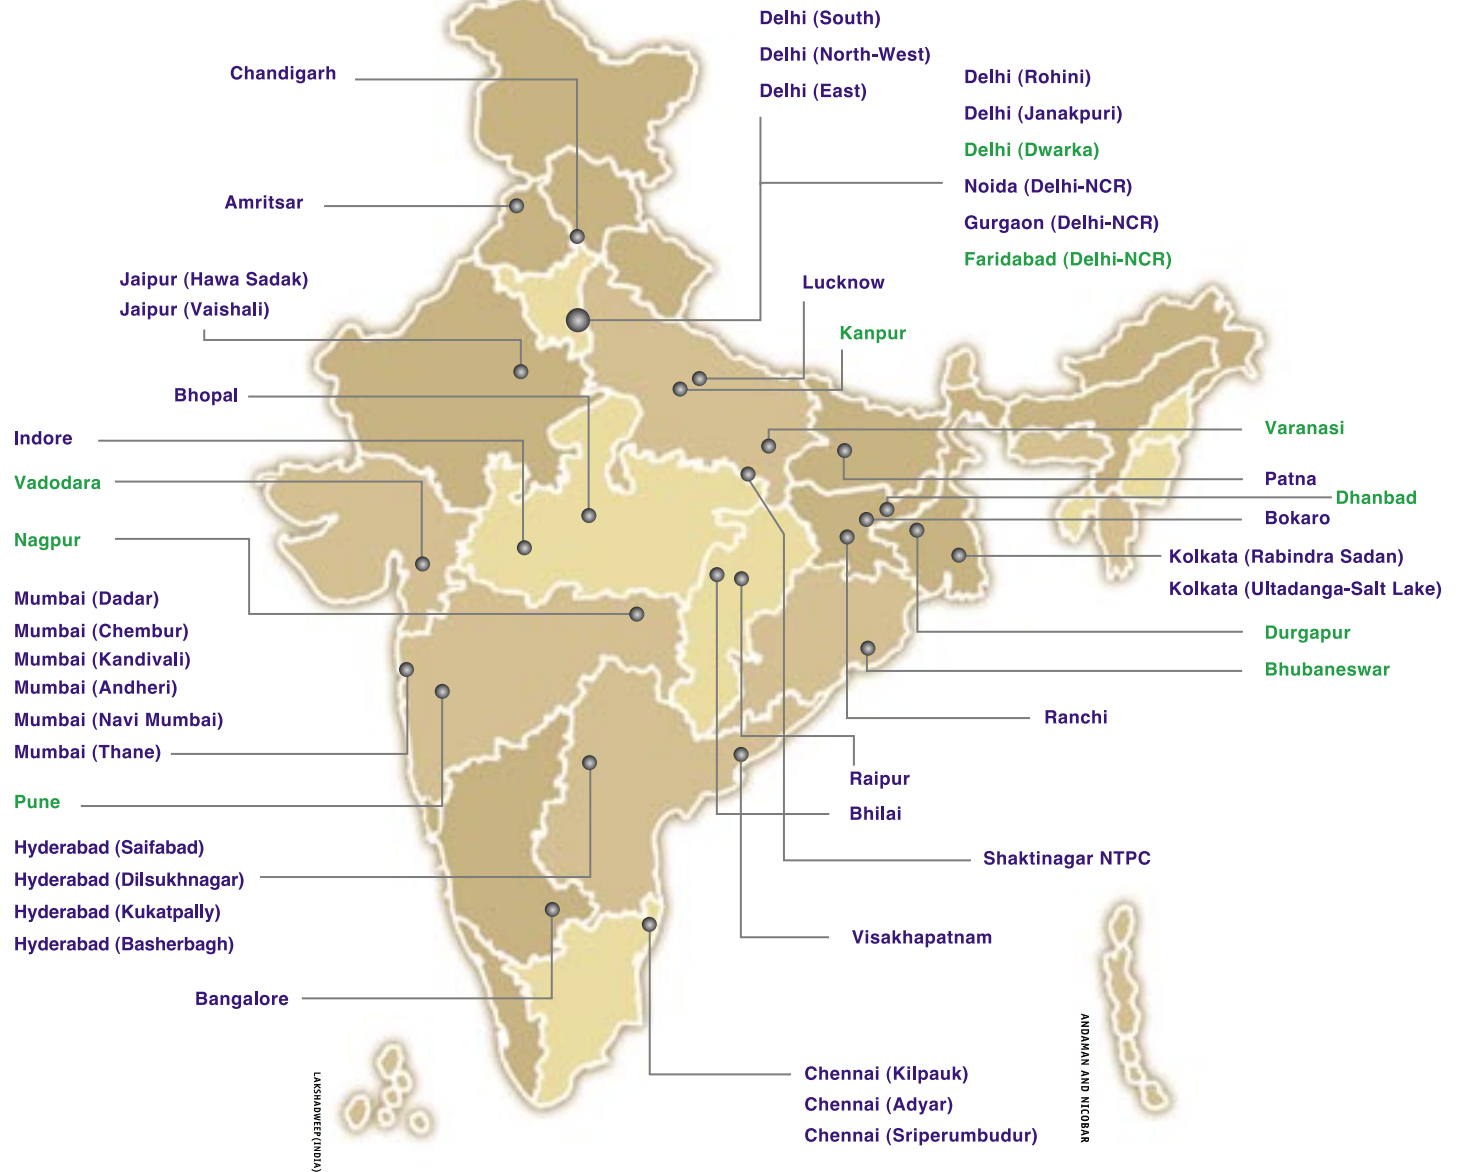 Delhi (South)
Delhi (North-West)
Delhi (East)
Delhi (Rohini)
Delhi (Janakpuri)
Delhi (Dwarka)
Noida (Delhi-NCR)
Gurgaon (Delhi-NCR)
Faridabad (Delhi-NCR)
Chandigarh
Amritsar
Jaipur (Hawa Sadak)
Jaipur (Vaishali)
Lucknow
Kanpur
Bhopal
Indore
Vadodara
Nagpur
Varanasi
Patna
Dhanbad
Bokaro
Kolkata (Rabindra Sadan)
Kolkata (Ultadanga-Salt Lake)
Durgapur
Bhubaneswar
Mumbai (Dadar)
Mumbai (Chembur)
Mumbai (Kandivali)
Mumbai (Andheri)
Mumbai (Navi Mumbai)
Mumbai (Thane)
Pune
Ranchi
Raipur
Bhilai
Shaktinagar NTPC
Hyderabad (Saifabad)
Hyderabad (Dilsukhnagar)
Hyderabad (Kukatpally)
Hyderabad (Basherbagh)
Visakhapatnam
Bangalore
Chennai (Kilpauk)
Chennai (Adyar)
Chennai (Sriperumbudur)
LAKSHADWEEP(INDIA)
ANDAMAN AND NICOBAR